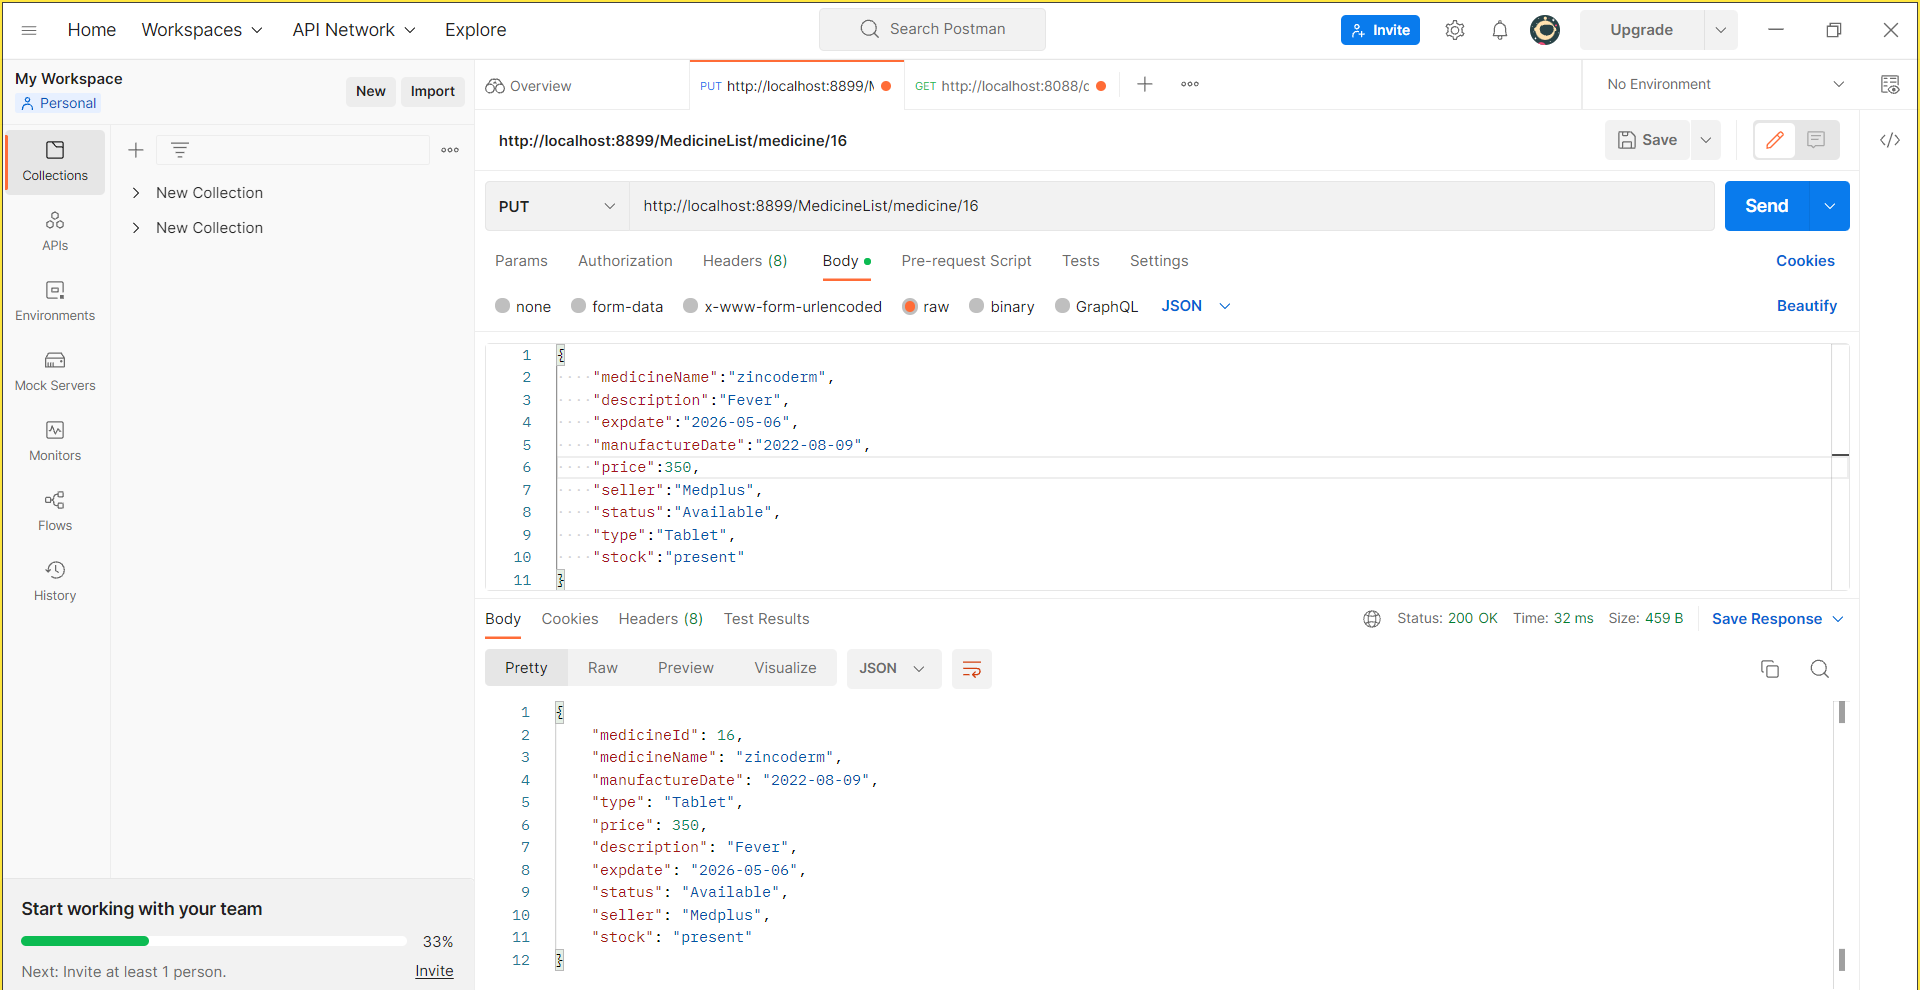 Home Workspaces API Network Explore Search Postman Invite Upgrade
My Workspace
Personal
New Import
Overview PUT http://localhost:8899/M GET http://localhost:8088/c No Environment
Collections
APIs
Environments
Mock Servers
Monitors
Flows
History
New Collection
New Collection
Start working with your team
33%
Next: Invite at least 1 person. Invite
http://localhost:8899/MedicineList/medicine/16 Save
PUT http://localhost:8899/MedicineList/medicine/16 Send
Params Authorization Headers (8) Body Pre-request Script Tests Settings Cookies
none form-data x-www-form-urlencoded raw binary GraphQL JSON Beautify
1 {
2 "medicineName":"zincoderm",
3 "description":"Fever",
4 "expdate":"2026-05-06",
5 "manufactureDate":"2022-08-09",
6 "price":350,
7 "seller":"Medplus",
8 "status":"Available",
9 "type":"Tablet",
10 "stock":"present"
11 }
Body Cookies Headers (8) Test Results Status: 200 OK Time: 32 ms Size: 459 B Save Response
Pretty Raw Preview Visualize JSON
1 {
2 "medicineId": 16,
3 "medicineName": "zincoderm",
4 "manufactureDate": "2022-08-09",
5 "type": "Tablet",
6 "price": 350,
7 "description": "Fever",
8 "expdate": "2026-05-06",
9 "status": "Available",
10 "seller": "Medplus",
11 "stock": "present"
12 }